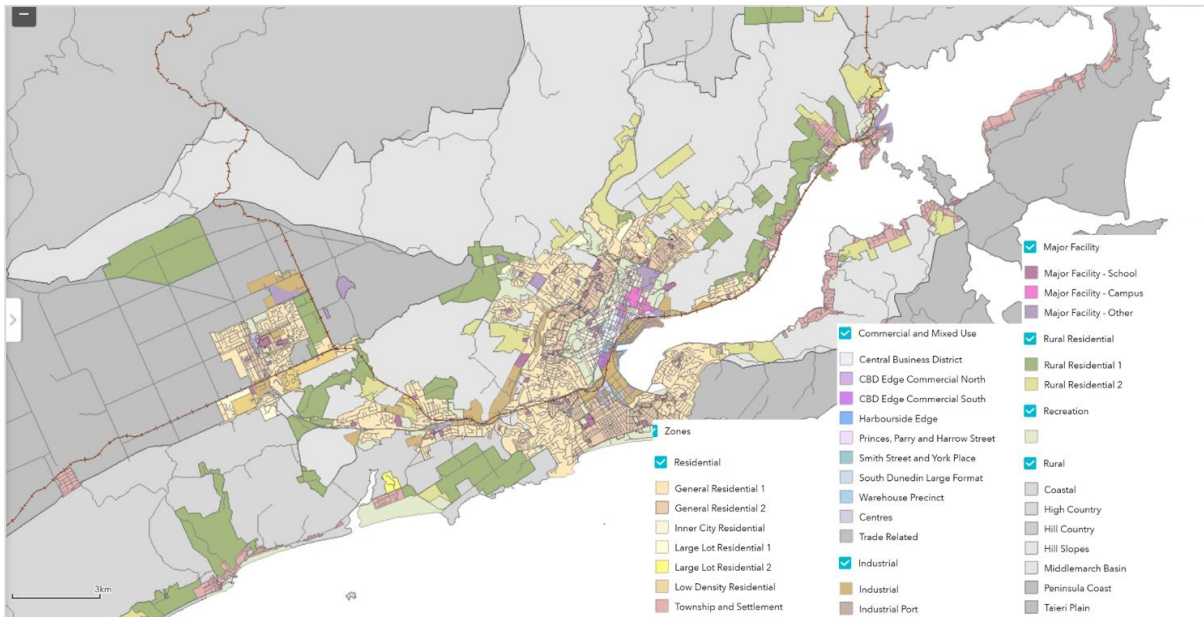 Major Facility
Major Facility - School
Major Facility - Campus
Major Facility - Other
Rural Residential
Rural Residential 1
Rural Residential 2
Recreation
Rural
Coastal
High Country
Hill Country
Hill Slopes
Middlemarch Basin
Peninsula Coast
Taieri Plain
Commercial and Mixed Use
Central Business District
CBD Edge Commercial North
CBD Edge Commercial South
Harbourside Edge
Princes, Parry and Harrow Street
Smith Street and York Place
South Dunedin Large Format
Warehouse Precinct
Centres
Trade Related
Industrial
Industrial
Industrial Port
Zones
Residential
General Residential 1
General Residential 2
Inner City Residential
Large Lot Residential 1
Large Lot Residential 2
Low Density Residential
Township and Settlement
3km